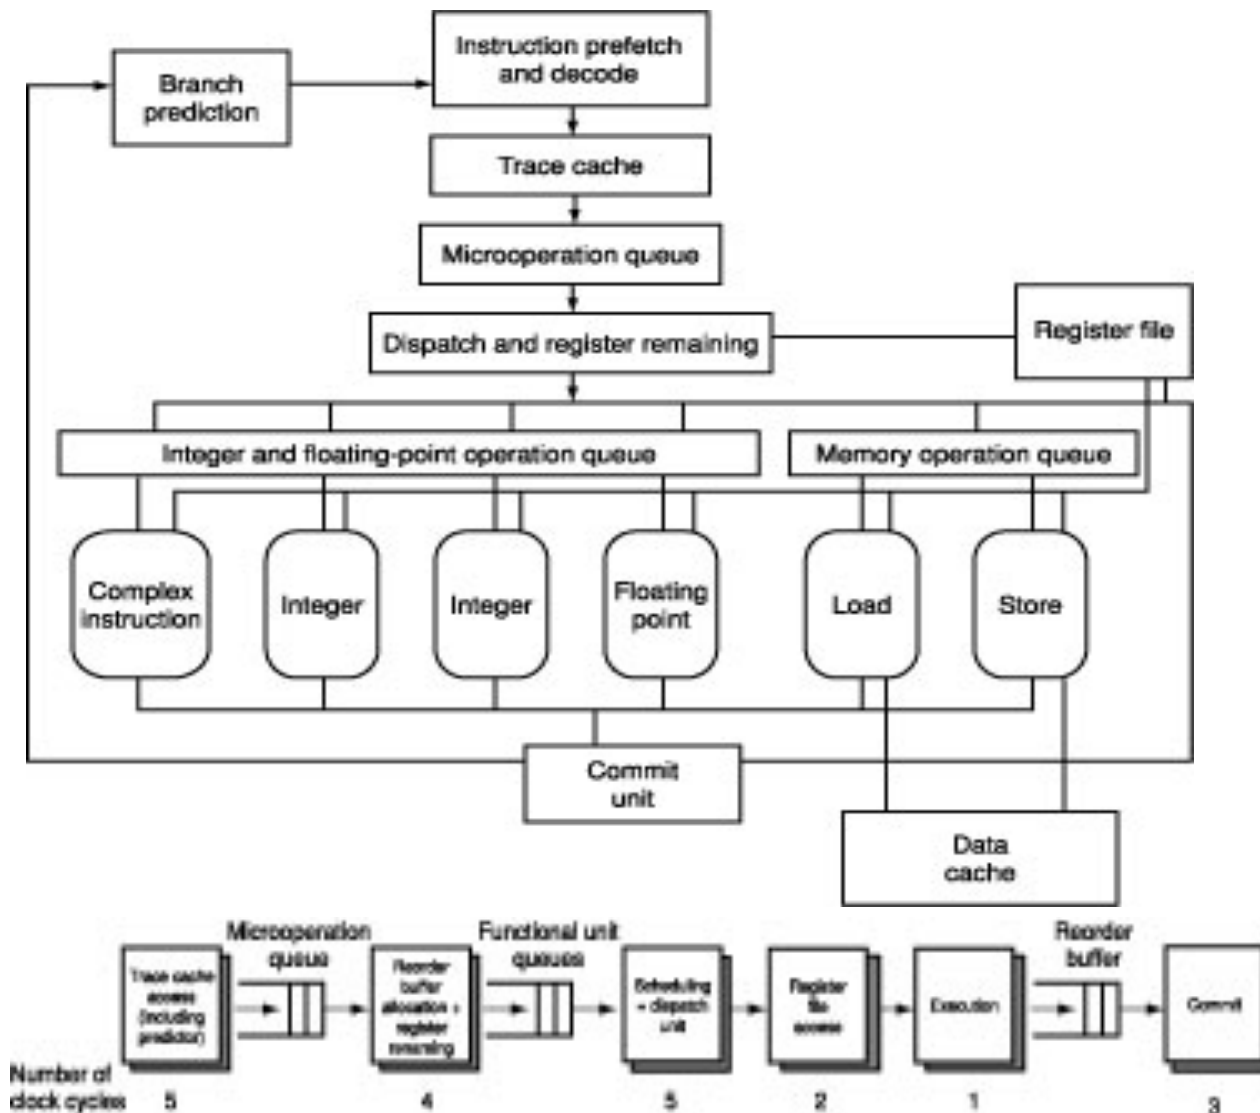 Instruction prefetch
and decode
Branch
prediction
Trace cache
Microoperation queue
Register file
Dispatch and register remaining
Integer and floating-point operation queue
Memory operation queue
Complex
instruction
Integer
Integer
Floating
point
Load
Store
Commit
unit
Data
cache
Microoperation
queue
Functional unit
queues
Reorder
buffer
Trace cache
access
(including
predictor)
Reorder
buffer
allocation +
register
renaming
Scheduling
+ dispatch
unit
Register
file
access
Execution
Commit
Number of
clock cycles
5
4
5
2
1
3